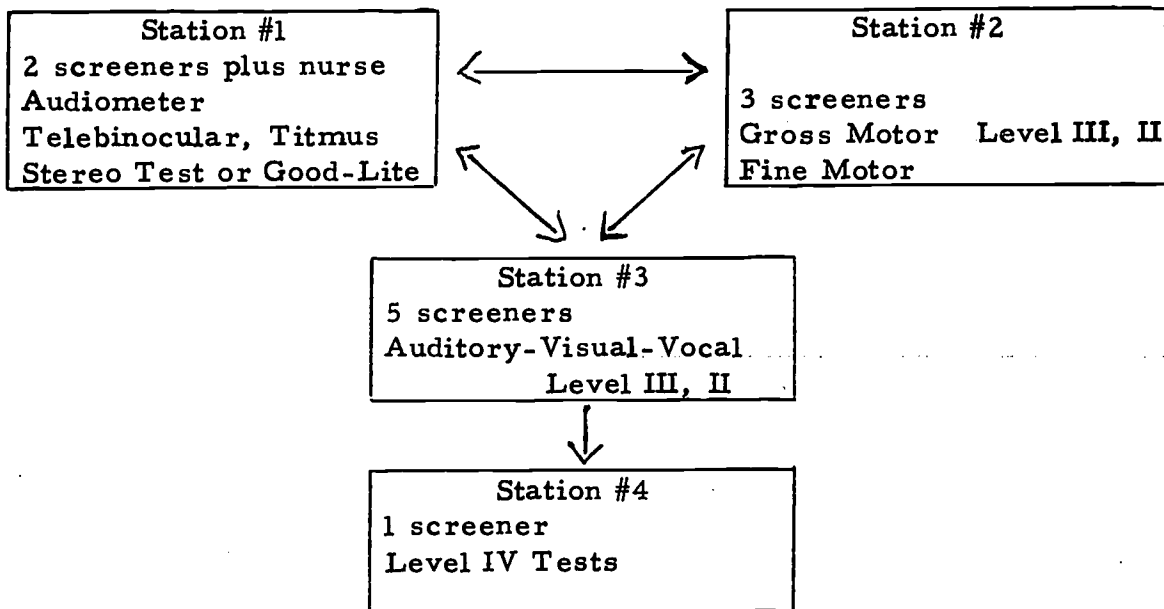 Station #1
2 screeners plus nurse
Audiometer
Telebinocular, Titmus
Stereo Test or Good-Lite
Station #2
3 screeners
Gross Motor Level III, II
Fine Motor
Station #3
5 screeners
Auditory-Visual-Vocal
Level III, II
Station #4
1 screener
Level IV Tests